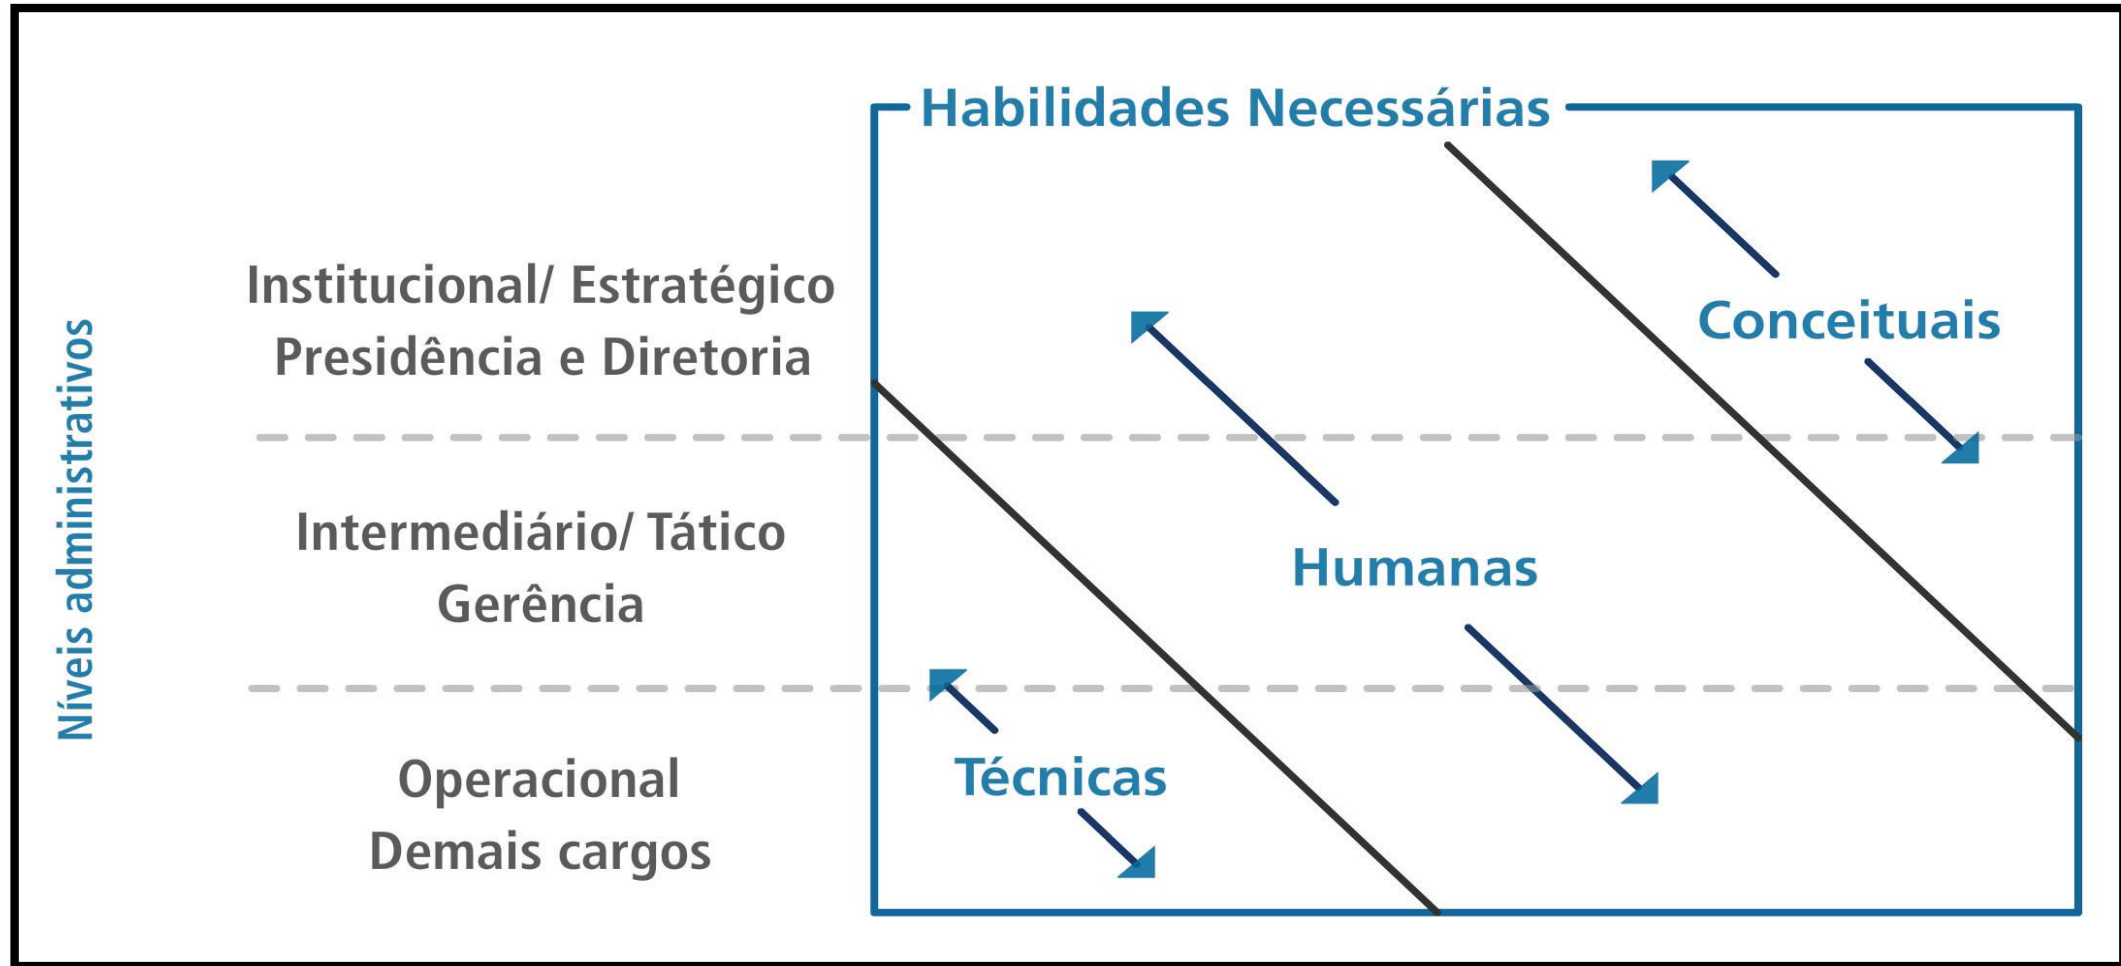 Habilidades Necessárias
Níveis administrativos
Institucional/ Estratégico
Presidência e Diretoria
Conceituais
Intermediário/ Tático
Gerência
Humanas
Operacional
Demais cargos
Técnicas